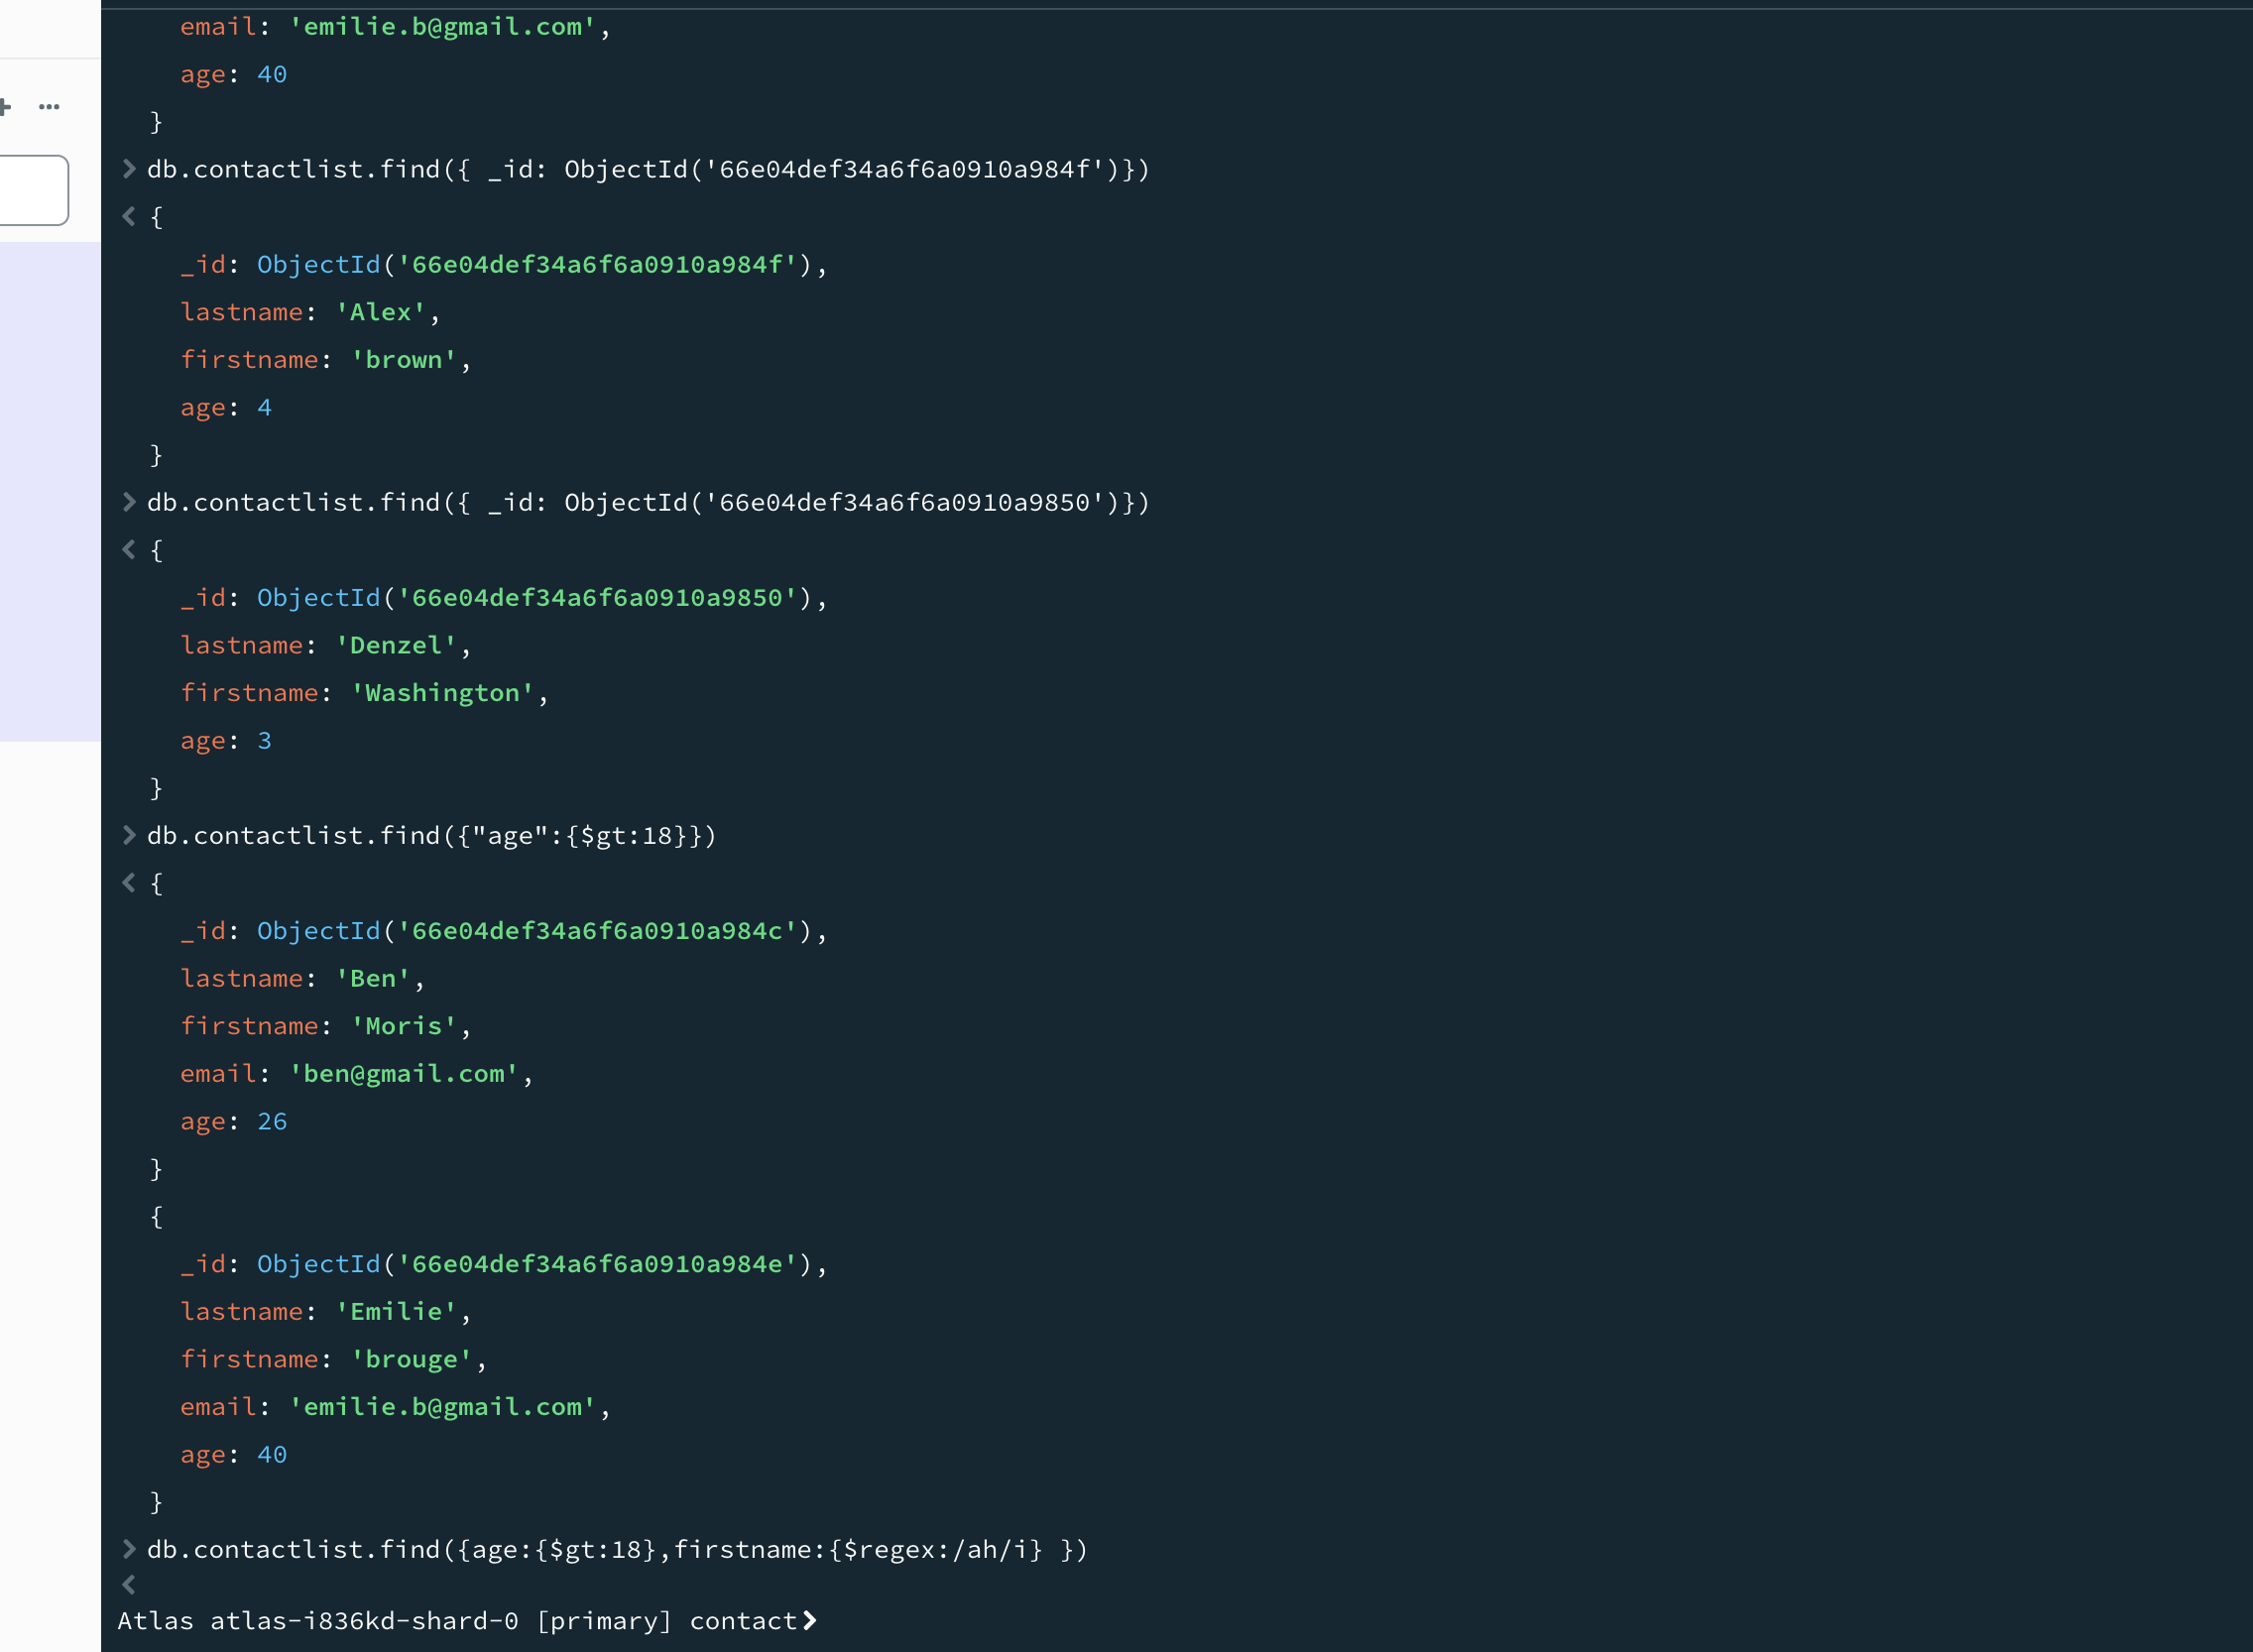 email: 'emilie.b@gmail.com',
age: 40
}
> db.contactlist.find({ _id: ObjectId('66e04def34a6f6a0910a984f')})
< {
_id: ObjectId('66e04def34a6f6a0910a984f'),
lastname: 'Alex',
firstname: 'brown',
age: 4
}
> db.contactlist.find({ _id: ObjectId('66e04def34a6f6a0910a9850')})
< {
_id: ObjectId('66e04def34a6f6a0910a9850'),
lastname: 'Denzel',
firstname: 'Washington',
age: 3
}
> db.contactlist.find({"age":{$gt:18}})
< {
_id: ObjectId('66e04def34a6f6a0910a984c'),
lastname: 'Ben',
firstname: 'Moris',
email: 'ben@gmail.com',
age: 26
}
{
_id: ObjectId('66e04def34a6f6a0910a984e'),
lastname: 'Emilie',
firstname: 'brouge',
email: 'emilie.b@gmail.com',
age: 40
}
> db.contactlist.find({age:{$gt:18},firstname:{$regex:/ah/i} })
<
Atlas atlas-i836kd-shard-0 [primary] contact>